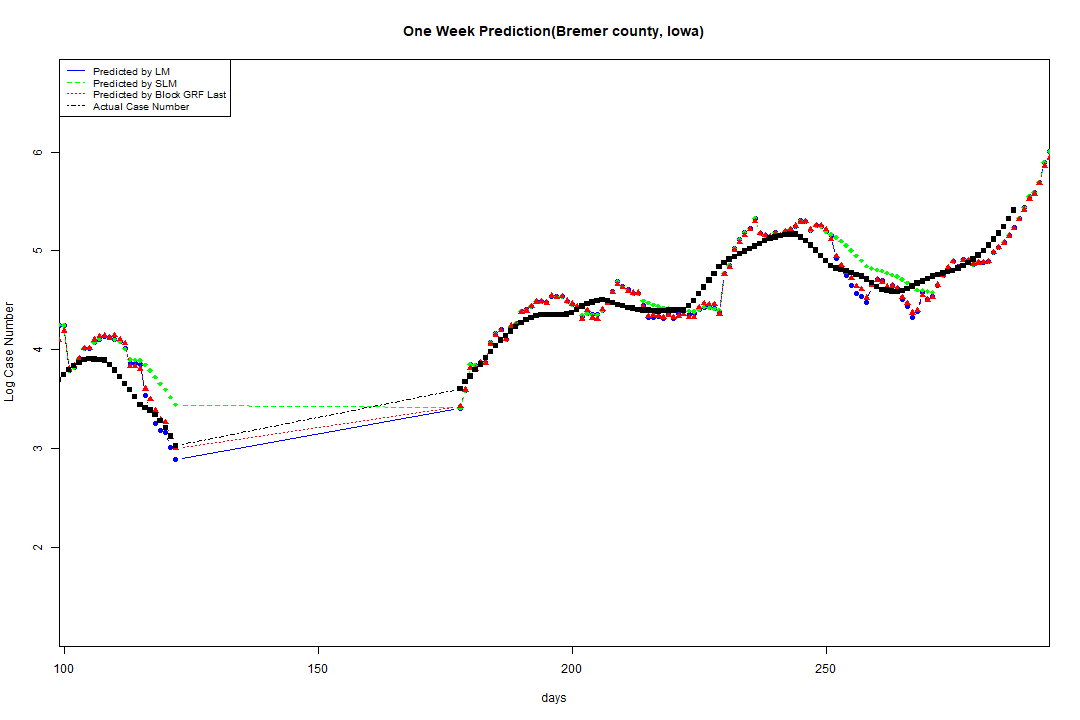 One Week Prediction(Bremer county, Iowa)
Predicted by LM
Predicted by SLM
Predicted by Block GRF Last
Actual Case Number
Log Case Number
6
5
4
3
2
100 150 200 250
days